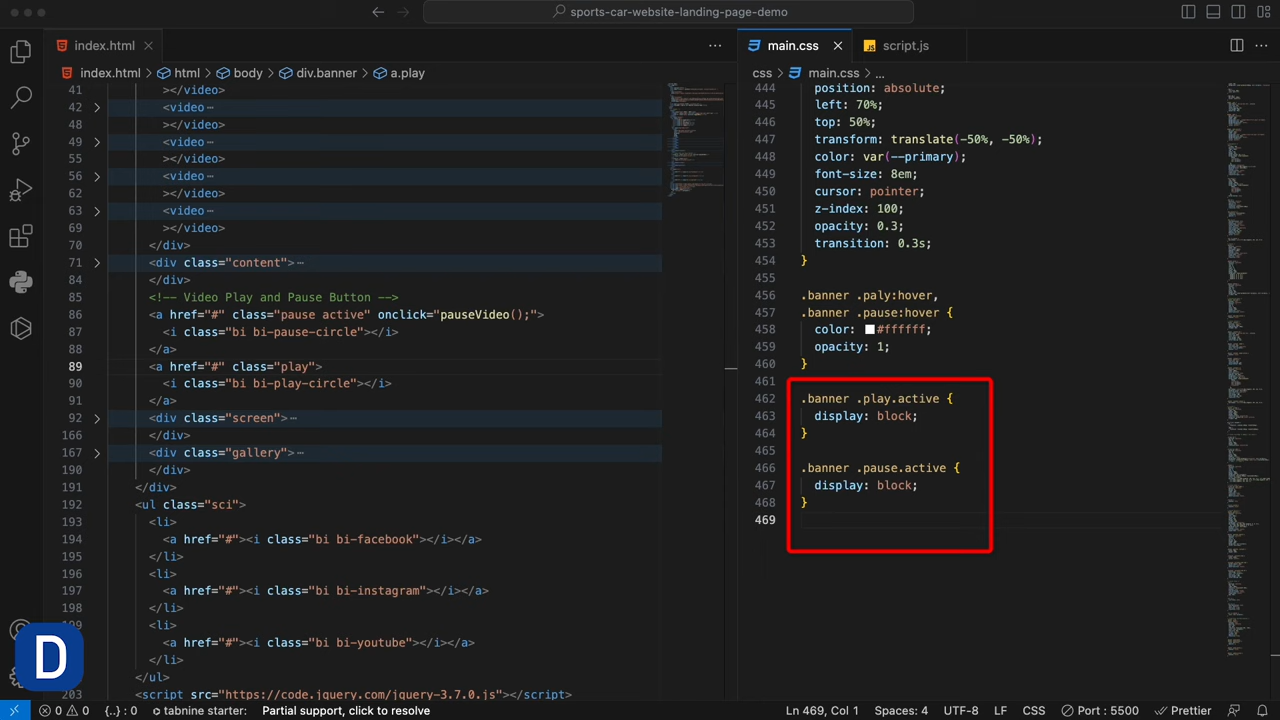 sports-car-website-landing-page-demo
index.html
main.css
script.js
index.html > html > body > div.banner > a.play
css > main.css > ...
41 ></video>
42 <video
48 ></video>
49 <video
55 ></video>
56 <video
62 ></video>
63 <video
69 ></video>
70 </div>
71 <div class="content">
84 </div>
85 <!-- Video Play and Pause Button -->
86 <a href="#" class="pause active" onclick="pauseVideo();">
87 <i class="bi bi-pause-circle"></i>
88 </a>
89 <a href="#" class="play">
90 <i class="bi bi-play-circle"></i>
91 </a>
92 <div class="screen">
166 </div>
167 <div class="gallery">
190 </div>
191 </div>
192 <ul class="sci">
193 <li>
194 <a href="#"><i class="bi bi-facebook"></i></a>
195 </li>
196 <li>
197 <a href="#"><i class="bi bi-instagram"></i></a>
198 </li>
199 <li>
<a href="#"><i class="bi bi-youtube"></i></a>
</li>
</ul>
203 <script src="https://code.jquery.com/jquery-3.7.0.js"></script>
444 position: absolute;
445 left: 70%;
446 top: 50%;
447 transform: translate(-50%, -50%);
448 color: var(--primary);
449 font-size: 8em;
450 cursor: pointer;
451 z-index: 100;
452 opacity: 0.3;
453 transition: 0.3s;
454 }
455
456 .banner .paly:hover,
457 .banner .pause:hover {
458 color: #ffffff;
459 opacity: 1;
460 }
461
462 .banner .play.active {
463 display: block;
464 }
465
466 .banner .pause.active {
467 display: block;
468 }
469
D
0 0 {..} : 0 tabnine starter: Partial support, click to resolve
Ln 469, Col 1 Spaces: 4 UTF-8 LF CSS Port : 5500 Prettier